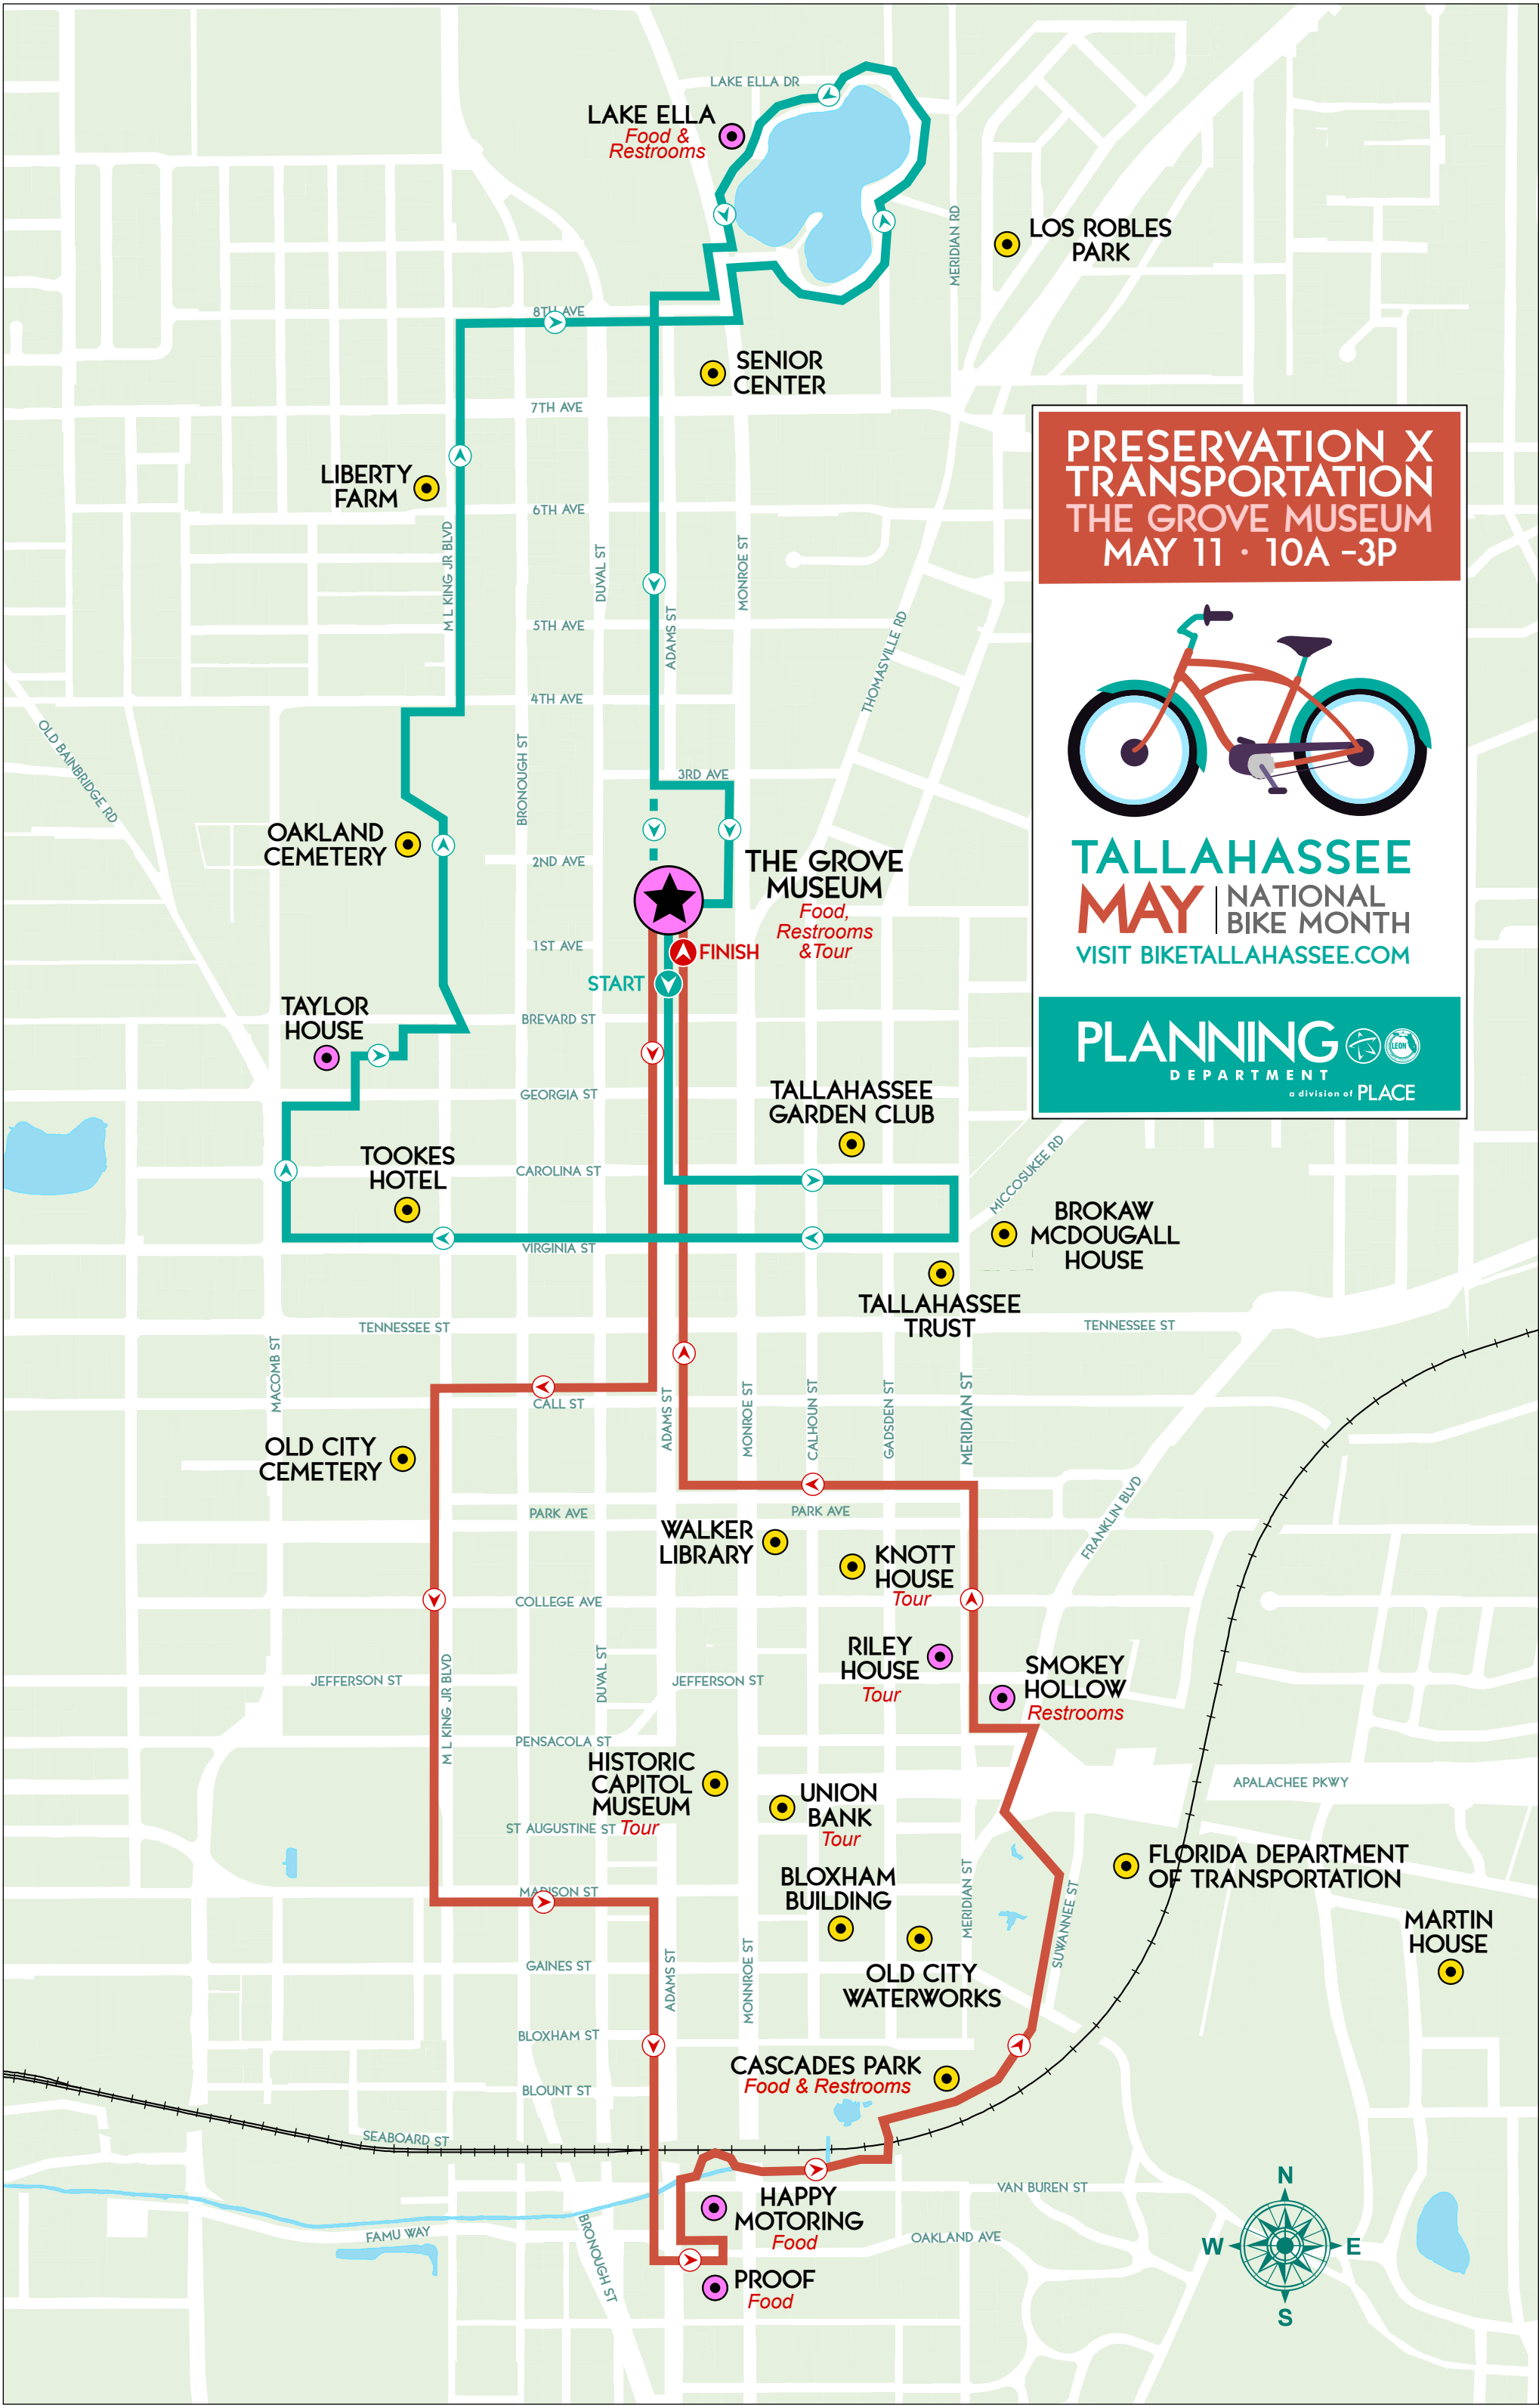 LAKE ELLA DR
LAKE ELLA
Food &
Restrooms
MERIDIAN RD
LOS ROBLES
PARK
8TH AVE
SENIOR
CENTER
7TH AVE
LIBERTY
FARM
6TH AVE
M L KING JR BLVD
DUVAL ST
MONROE ST
ADAMS ST
5TH AVE
THOMASVILLE RD
4TH AVE
OLD BAINBRIDGE RD
BRONOUGH ST
3RD AVE
OAKLAND
CEMETERY
2ND AVE
THE GROVE
MUSEUM
Food,
Restrooms
&Tour
1ST AVE
FINISH
START
PRESERVATION X
TRANSPORTATION
THE GROVE MUSEUM
MAY 11 · 10A -3P
TALLAHASSEE
MAY
NATIONAL
BIKE MONTH
VISIT BIKETALLAHASSEE.COM
PLANNING
DEPARTMENT
LEON
a division of PLACE
TAYLOR
HOUSE
BREVARD ST
GEORGIA ST
TALLAHASSEE
GARDEN CLUB
TOOKES
HOTEL
CAROLINA ST
MICCOSUKEE RD
BROKAW
MCDOUGALL
HOUSE
VIRGINIA ST
TALLAHASSEE
TRUST
TENNESSEE ST
TENNESSEE ST
MACOMB ST
CALL ST
ADAMS ST
MONROE ST
CALHOUN ST
GADSDEN ST
MERIDIAN ST
OLD CITY
CEMETERY
FRANKLIN BLVD
PARK AVE
PARK AVE
WALKER
LIBRARY
KNOTT
HOUSE
Tour
COLLEGE AVE
RILEY
HOUSE
Tour
SMOKEY
HOLLOW
Restrooms
JEFFERSON ST
M L KING JR BLVD
DUVAL ST
JEFFERSON ST
PENSACOLA ST
HISTORIC
CAPITOL
MUSEUM
Tour
UNION
BANK
Tour
APALACHEE PKWY
ST AUGUSTINE ST
FLORIDA DEPARTMENT
OF TRANSPORTATION
BLOXHAM
BUILDING
MADISON ST
MERIDIAN ST
SUWANNEE ST
MARTIN
HOUSE
GAINES ST
ADAMS ST
MONNROE ST
OLD CITY
WATERWORKS
BLOXHAM ST
CASCADES PARK
Food & Restrooms
BLOUNT ST
SEABOARD ST
VAN BUREN ST
HAPPY
MOTORING
Food
FAMU WAY
BRONOUGH ST
OAKLAND AVE
PROOF
Food
N
W
E
S